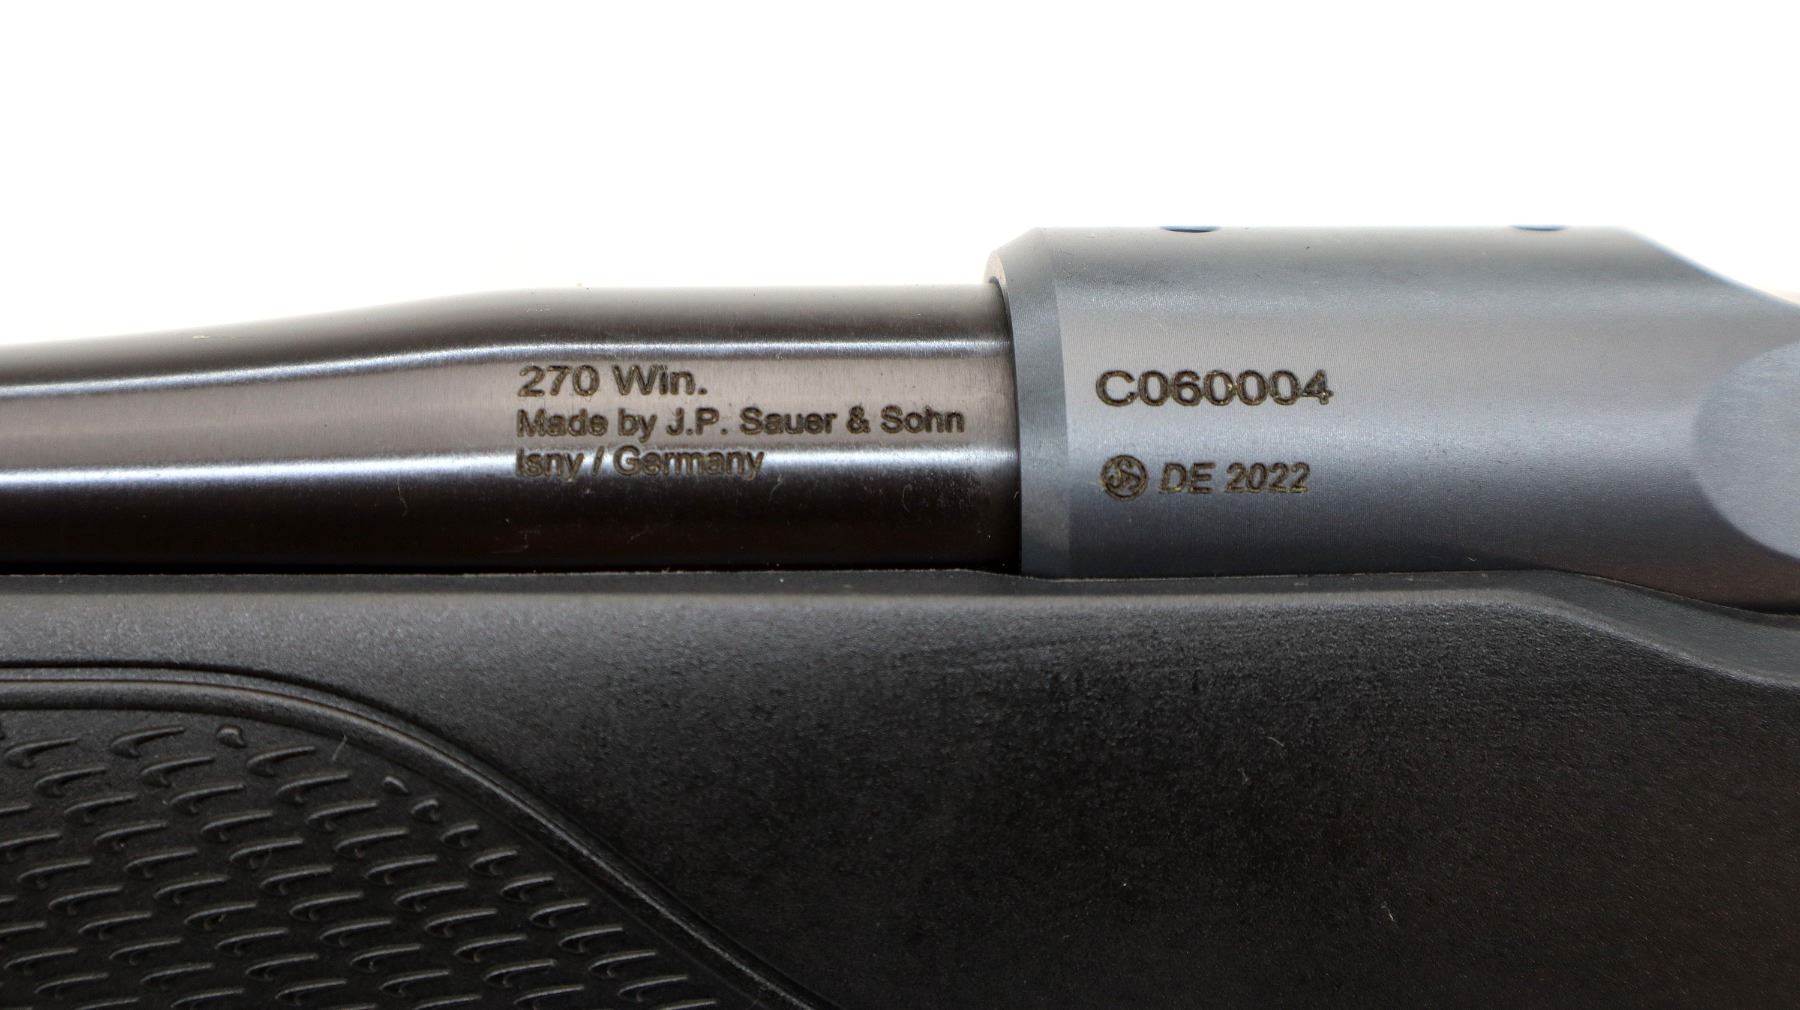 270 Win.
Made by J.P. Sauer & Sohn
Isny / Germany
C060004
DE 2022